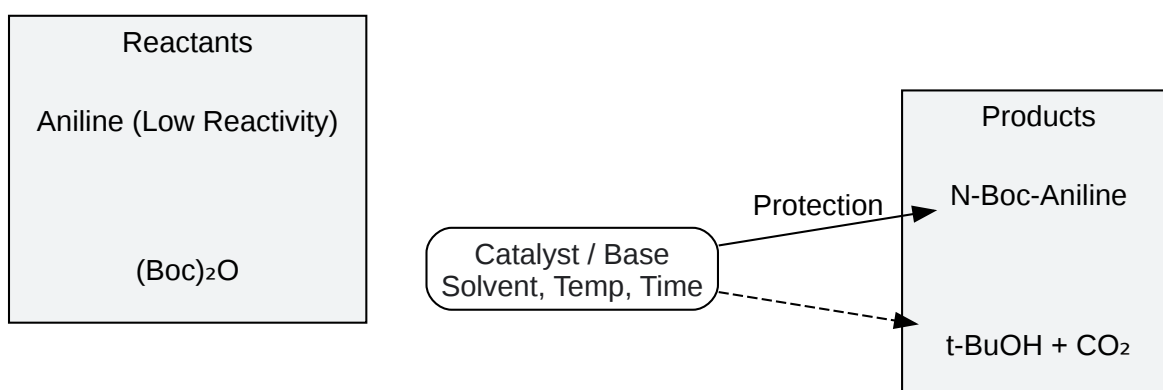 Reactants
Aniline (Low Reactivity)
(Boc)₂O
Catalyst / Base
Solvent, Temp, Time
Protection
Products
N-Boc-Aniline
t-BuOH + CO₂